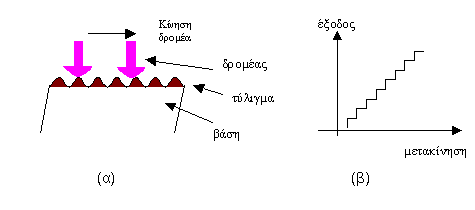 Κίνηση
δρομέα
δρομέας
τύλιγμα
βάση
(α)
έξοδος
μετακίνηση
(β)